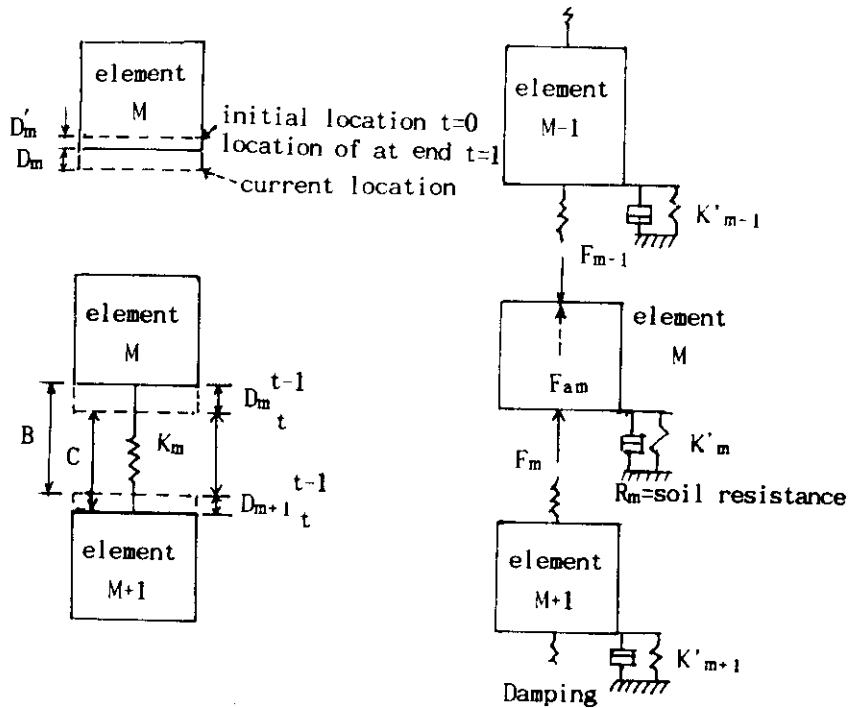 element
M
D'm
Dm
initial location t=0
location of at end t=1
current location
element
M
B
C
Km
Dm t-1
t
Dm+1 t-1
t
element
M+1
element
M-1
K'm-1
Fm-1
element
M
Fam
Fm
K'm
Rm=soil resistance
element
M+1
K'm+1
Damping